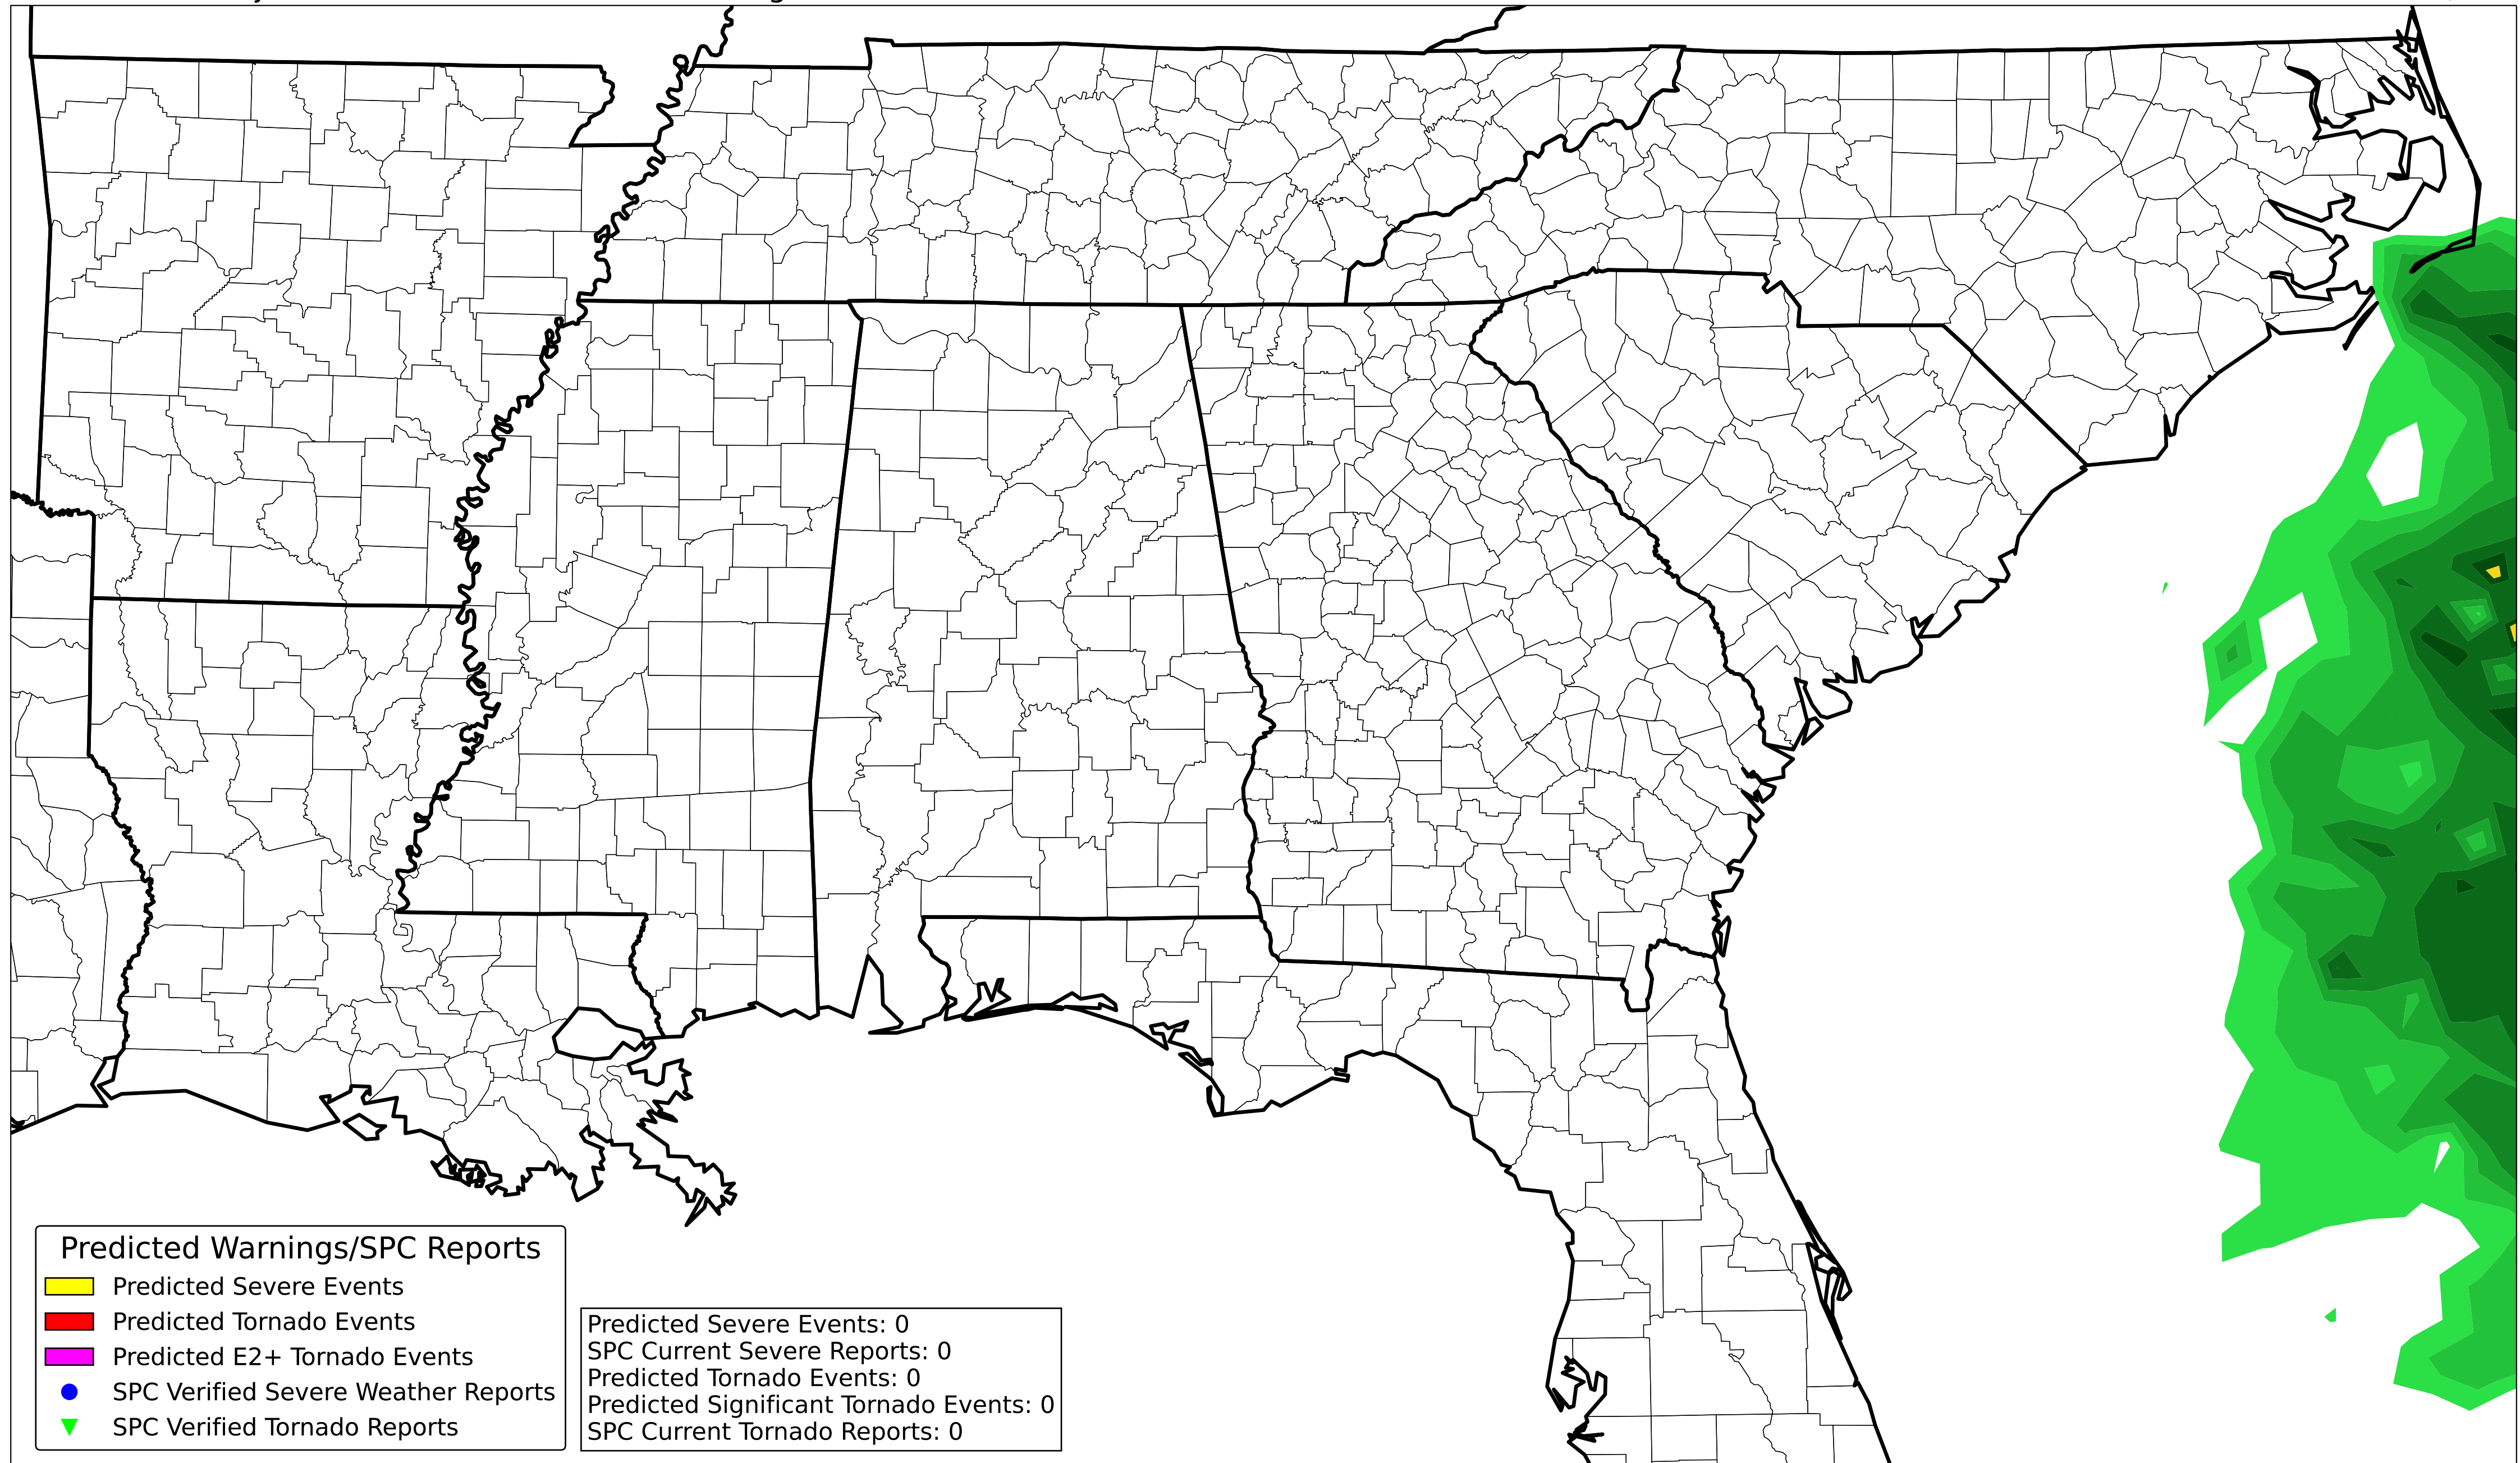 Predicted Warnings/SPC Reports
Predicted Severe Events
Predicted Tornado Events
Predicted E2+ Tornado Events
SPC Verified Severe Weather Reports
SPC Verified Tornado Reports
Predicted Severe Events: 0
SPC Current Severe Reports: 0
Predicted Tornado Events: 0
Predicted Significant Tornado Events: 0
SPC Current Tornado Reports: 0